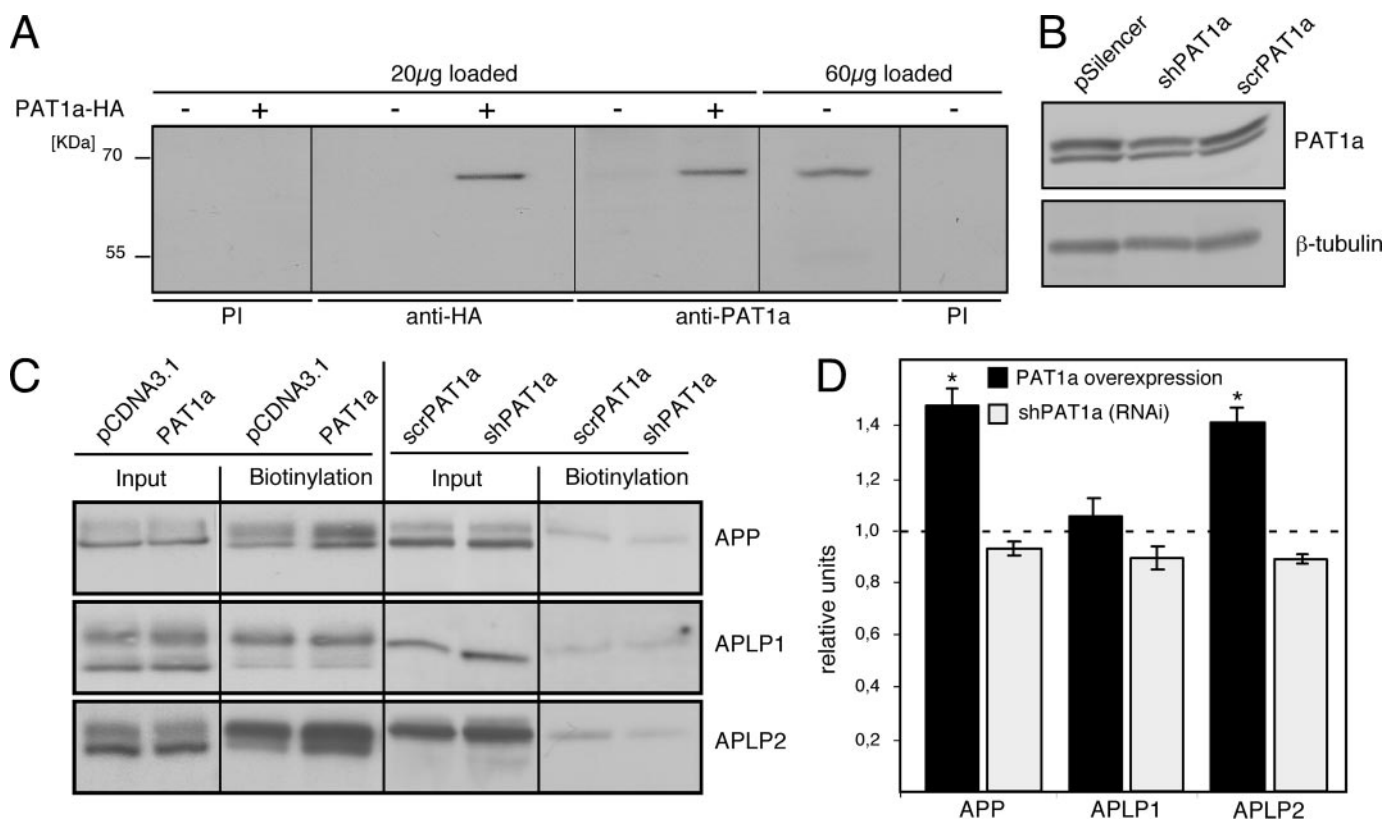 A
20µg loaded
60µg loaded
PAT1a-HA - + - + - + - -
[KDa]
70
55
PI
anti-HA
anti-PAT1a
PI
B
pSilencer
shPAT1a
scrPAT1a
PAT1a
β-tubulin
C
pCDNA3.1
PAT1a
pCDNA3.1
PAT1a
scrPAT1a
shPAT1a
scrPAT1a
shPAT1a
Input
Biotinylation
Input
Biotinylation
APP
APLP1
APLP2
D
* PAT1a overexpression
shPAT1a (RNAi)
*
relative units
1,4
1,2
1,0
0,8
0,6
0,4
0,2
APP
APLP1
APLP2